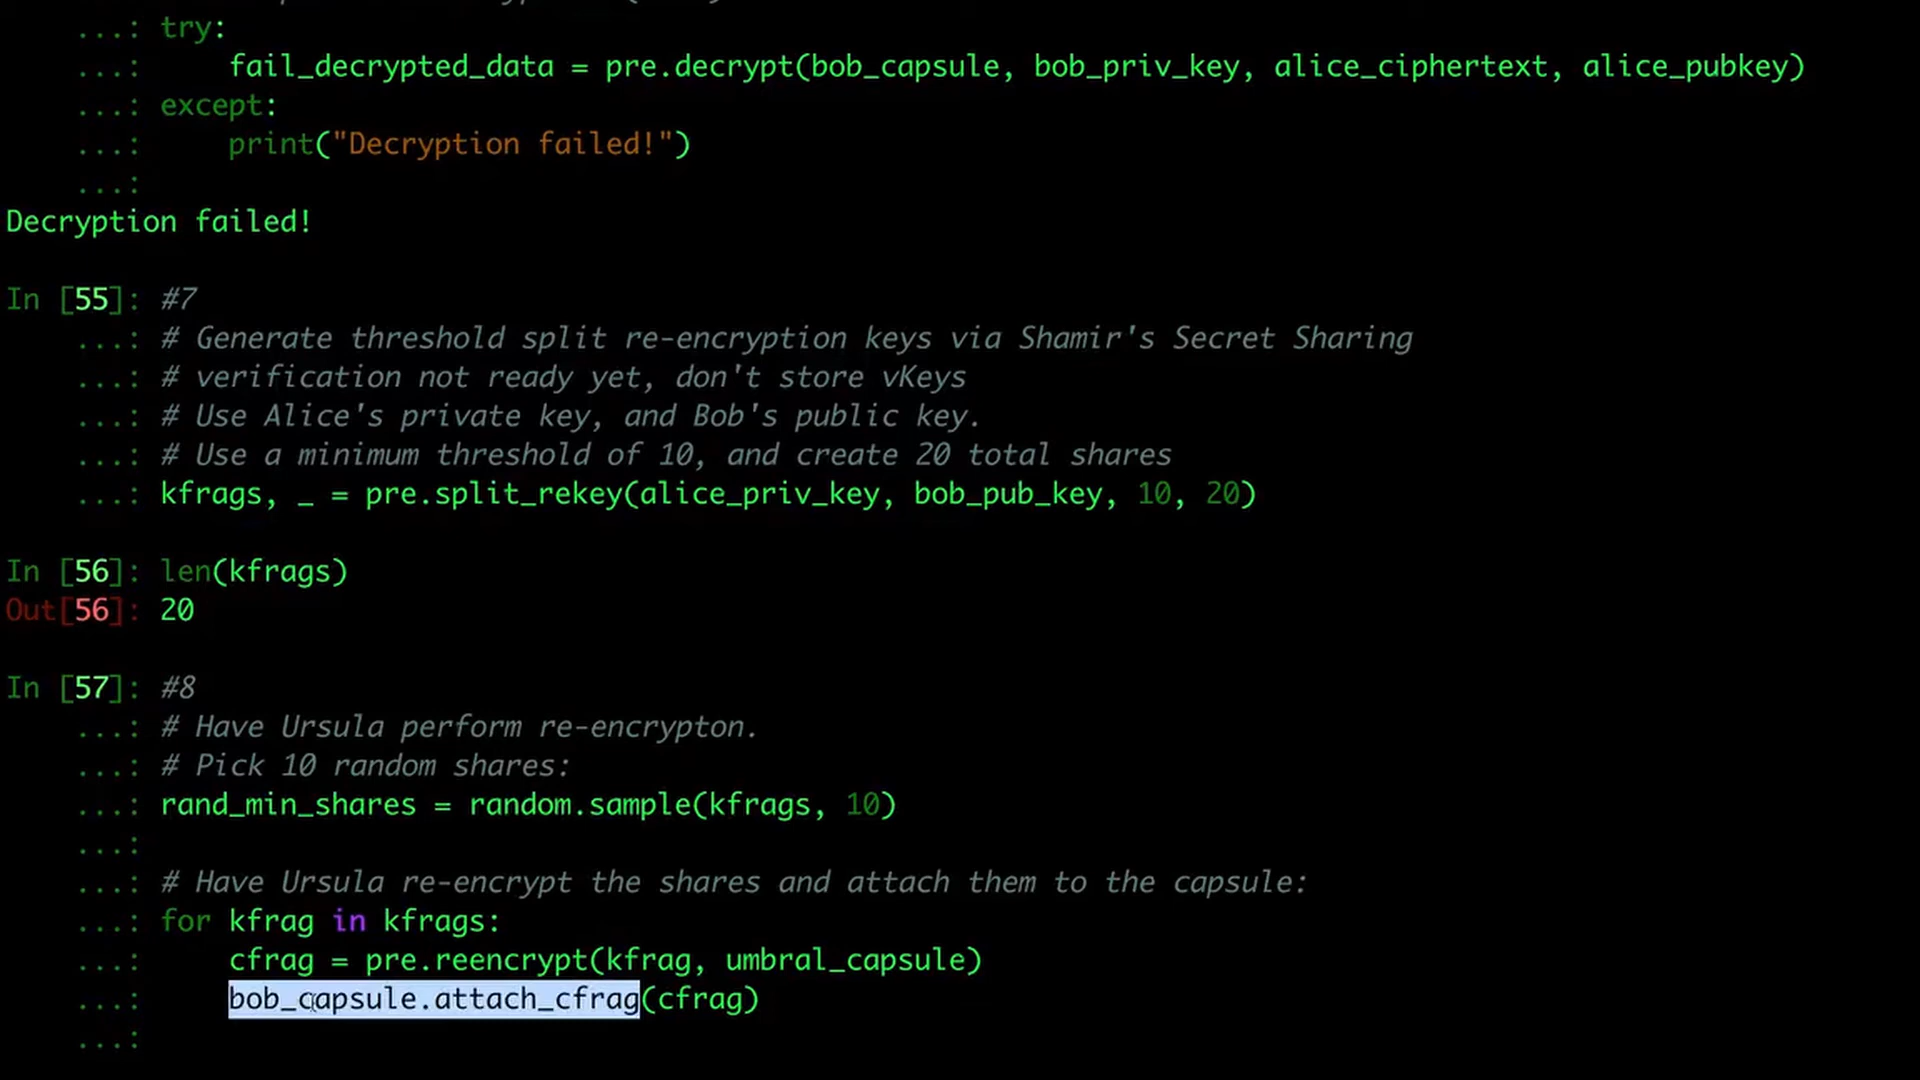 ...: try:
...: fail_decrypted_data = pre.decrypt(bob_capsule, bob_priv_key, alice_ciphertext, alice_pubkey)
...: except:
...: print("Decryption failed!")
...:
Decryption failed!
In [55]: #7
...: # Generate threshold split re-encryption keys via Shamir's Secret Sharing
...: # verification not ready yet, don't store vKeys
...: # Use Alice's private key, and Bob's public key.
...: # Use a minimum threshold of 10, and create 20 total shares
...: kfrags, _ = pre.split_rekey(alice_priv_key, bob_pub_key, 10, 20)
In [56]: len(kfrags)
Out[56]: 20
In [57]: #8
...: # Have Ursula perform re-encrypton.
...: # Pick 10 random shares:
...: rand_min_shares = random.sample(kfrags, 10)
...:
...: # Have Ursula re-encrypt the shares and attach them to the capsule:
...: for kfrag in kfrags:
...: cfrag = pre.reencrypt(kfrag, umbral_capsule)
...: bob_capsule.attach_cfrag(cfrag)
...: